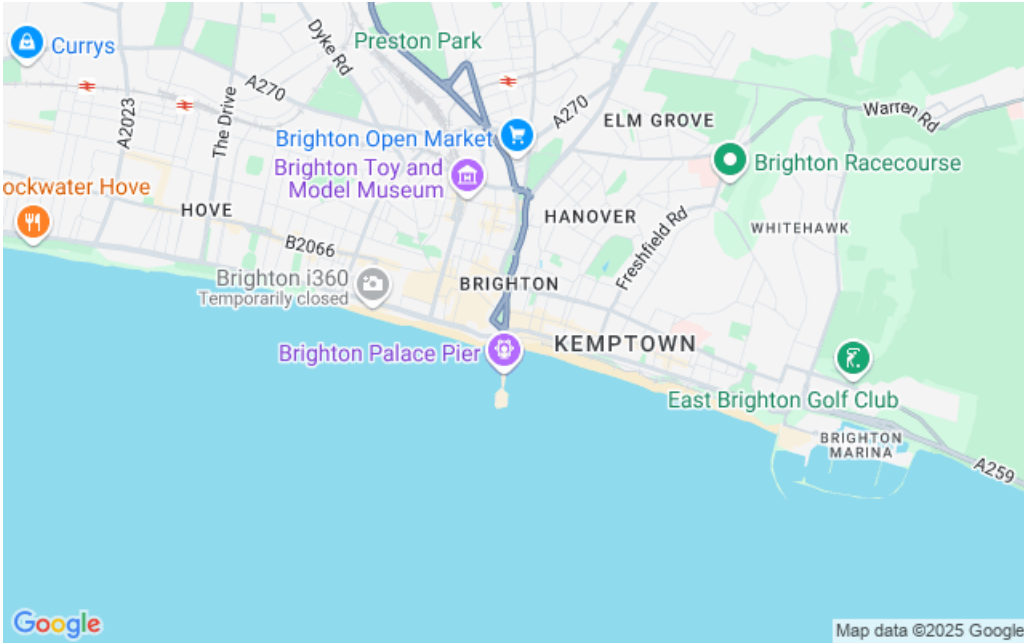 Preston Park
Dyke Rd
Currys
A270
A2023
The Drive
A270
Warren Rd
ELM GROVE
Brighton Open Market
Brighton Racecourse
Brighton Toy and
Model Museum
ockwater Hove
HOVE
HANOVER
Freshfield Rd
WHITEHAWK
B2066
Brighton i360
Temporarily closed
BRIGHTON
Brighton Palace Pier
KEMPTOWN
East Brighton Golf Club
BRIGHTON
MARINA
A259
Google
Map data ©2025 Google